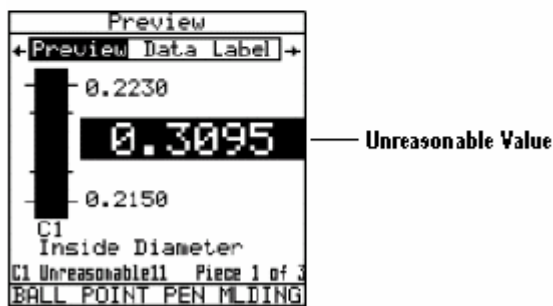 Preview
← Preview Data Label →
0.2230
0.3095
Unreasonable Value
0.2150
C1
Inside Diameter
C1 Unreasonable11 Piece 1 of 3
BALL POINT PEN MLDING